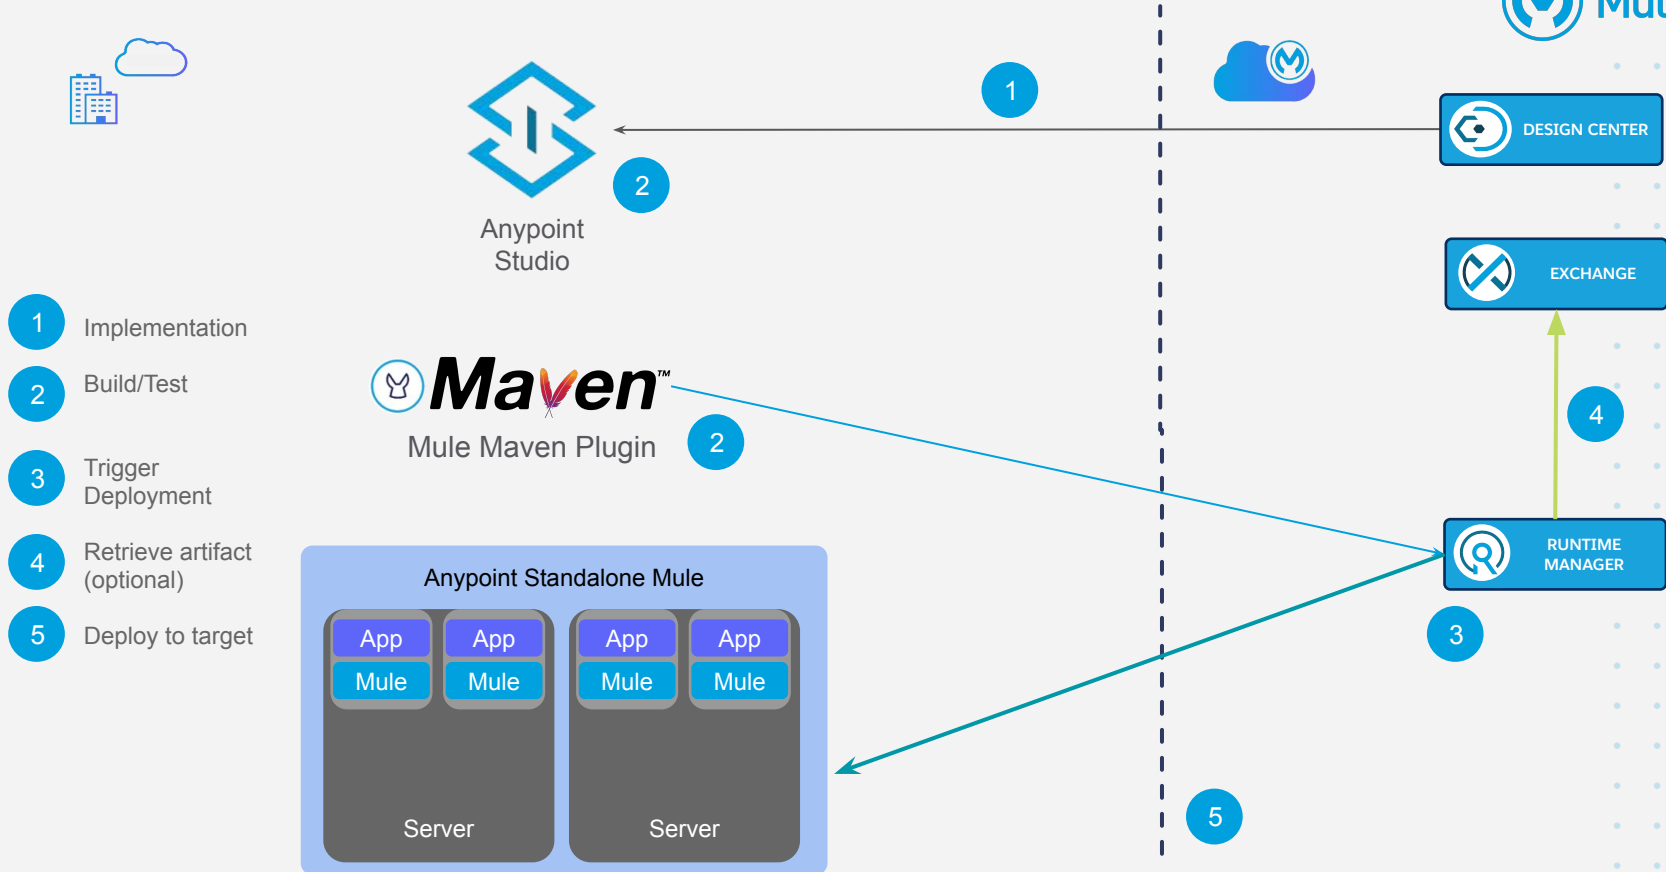 Mul
1
DESIGN CENTER
2
Anypoint
Studio
EXCHANGE
1 Implementation
2 Build/Test
3 Trigger
Deployment
4 Retrieve artifact
(optional)
5 Deploy to target
Maven™
Mule Maven Plugin
2
4
RUNTIME
MANAGER
3
Anypoint Standalone Mule
App App App App
Mule Mule Mule Mule
Server Server
5